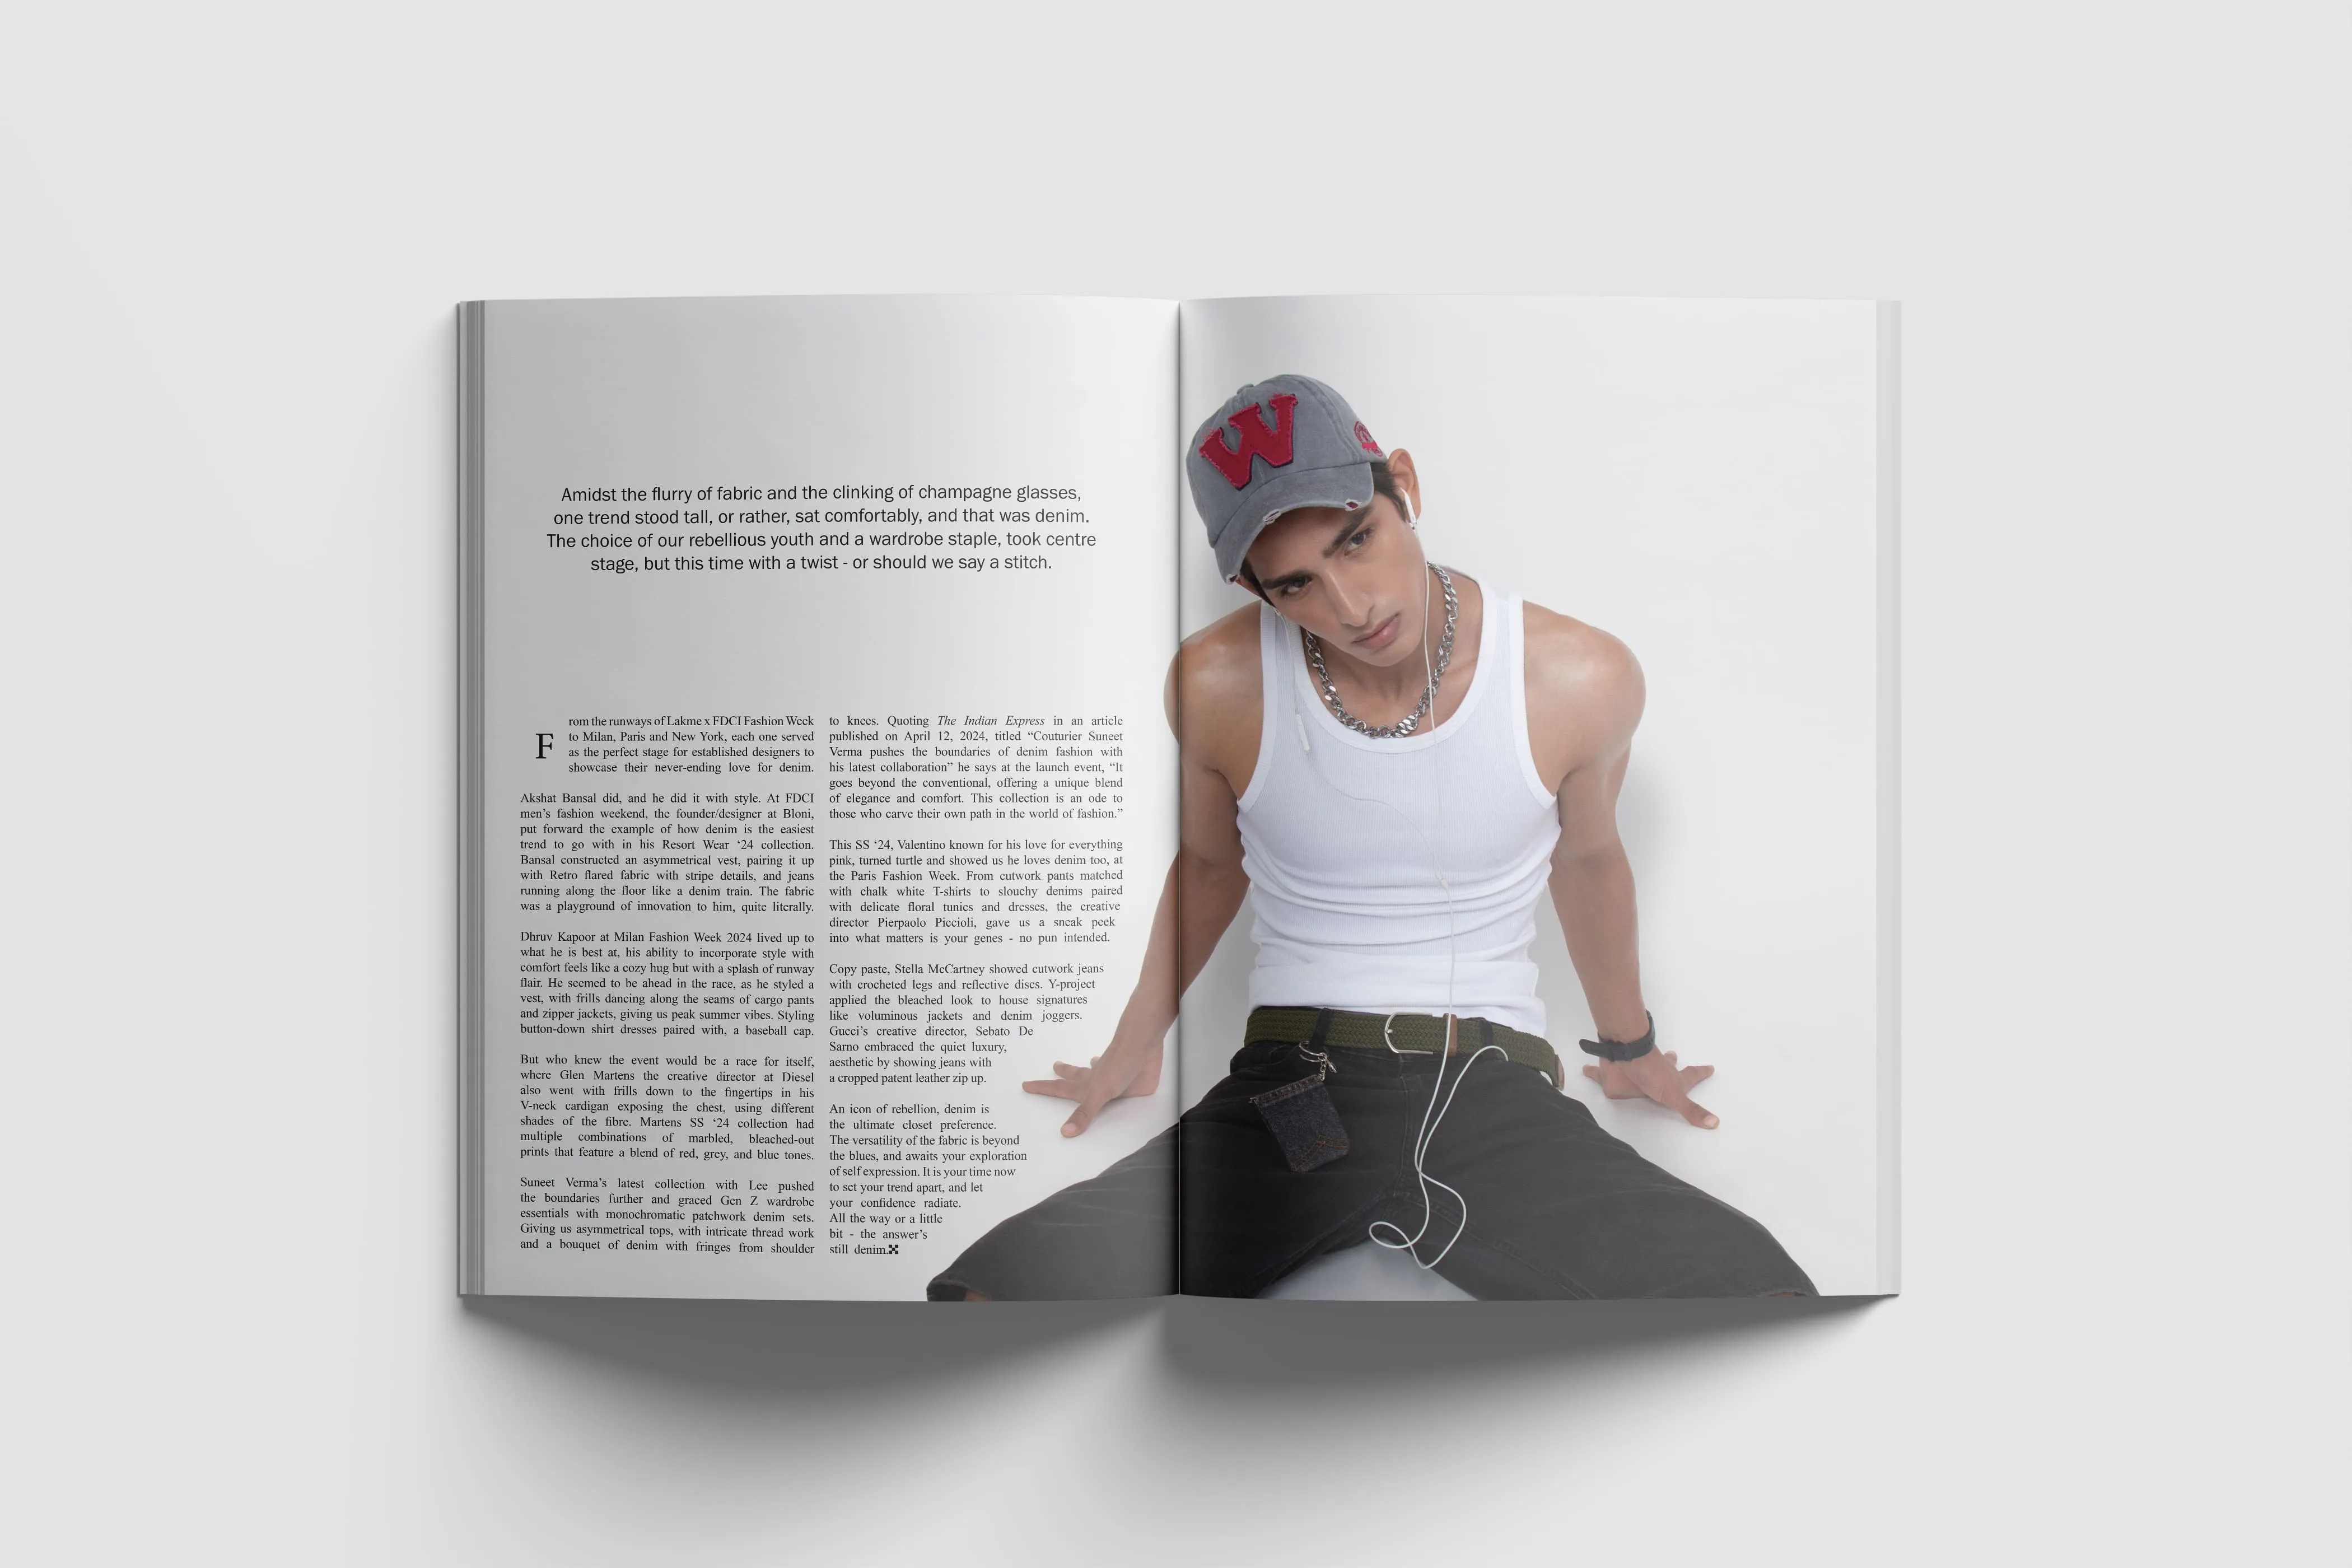 Amidst the flurry of fabric and the clinking of champagne glasses,
one trend stood tall, or rather, sat comfortably, and that was denim.
The choice of our rebellious youth and a wardrobe staple, took centre
stage, but this time with a twist - or should we say a stitch.
From the runways of Lakme x FDCI Fashion Week
to Milan, Paris and New York, each one served
as the perfect stage for established designers to
showcase their never-ending love for denim.
Akshat Bansal did, and he did it with style. At FDCI
men’s fashion weekend, the founder/designer at Bloni,
put forward the example of how denim is the easiest
trend to go with in his Resort Wear ‘24 collection.
Bansal constructed an asymmetrical vest, pairing it up
with Retro flared fabric with stripe details, and jeans
running along the floor like a denim train. The fabric
was a playground of innovation to him, quite literally.
Dhruv Kapoor at Milan Fashion Week 2024 lived up to
what he is best at, his ability to incorporate style with
comfort feels like a cozy hug but with a splash of runway
flair. He seemed to be ahead in the race, as he styled a
vest, with frills dancing along the seams of cargo pants
and zipper jackets, giving us peak summer vibes. Styling
button-down shirt dresses paired with, a baseball cap.
But who knew the event would be a race for itself,
where Glen Martens the creative director at Diesel
also went with frills down to the fingertips in his
V-neck cardigan exposing the chest, using different
shades of the fibre. Martens SS ‘24 collection had
multiple combinations of marbled, bleached-out
prints that feature a blend of red, grey, and blue tones.
Suneet Verma’s latest collection with Lee pushed
the boundaries further and graced Gen Z wardrobe
essentials with monochromatic patchwork denim sets.
Giving us asymmetrical tops, with intricate thread work
and a bouquet of denim with fringes from shoulder
to knees. Quoting The Indian Express in an article
published on April 12, 2024, titled “Couturier Suneet
Verma pushes the boundaries of denim fashion with
his latest collaboration” he says at the launch event, “It
goes beyond the conventional, offering a unique blend
of elegance and comfort. This collection is an ode to
those who carve their own path in the world of fashion.”
This SS ‘24, Valentino known for his love for everything
pink, turned turtle and showed us he loves denim too, at
the Paris Fashion Week. From cutwork pants matched
with chalk white T-shirts to slouchy denims paired
with delicate floral tunics and dresses, the creative
director Pierpaolo Piccioli, gave us a sneak peek
into what matters is your genes - no pun intended.
Copy paste, Stella McCartney showed cutwork jeans
with crocheted legs and reflective discs. Y-project
applied the bleached look to house signatures
like voluminous jackets and denim joggers.
Gucci’s creative director, Sebato De
Sarno embraced the quiet luxury,
aesthetic by showing jeans with
a cropped patent leather zip up.
An icon of rebellion, denim is
the ultimate closet preference.
The versatility of the fabric is beyond
the blues, and awaits your exploration
of self expression. It is your time now
to set your trend apart, and let
your confidence radiate.
All the way or a little
bit - the answer’s
still denim.
W